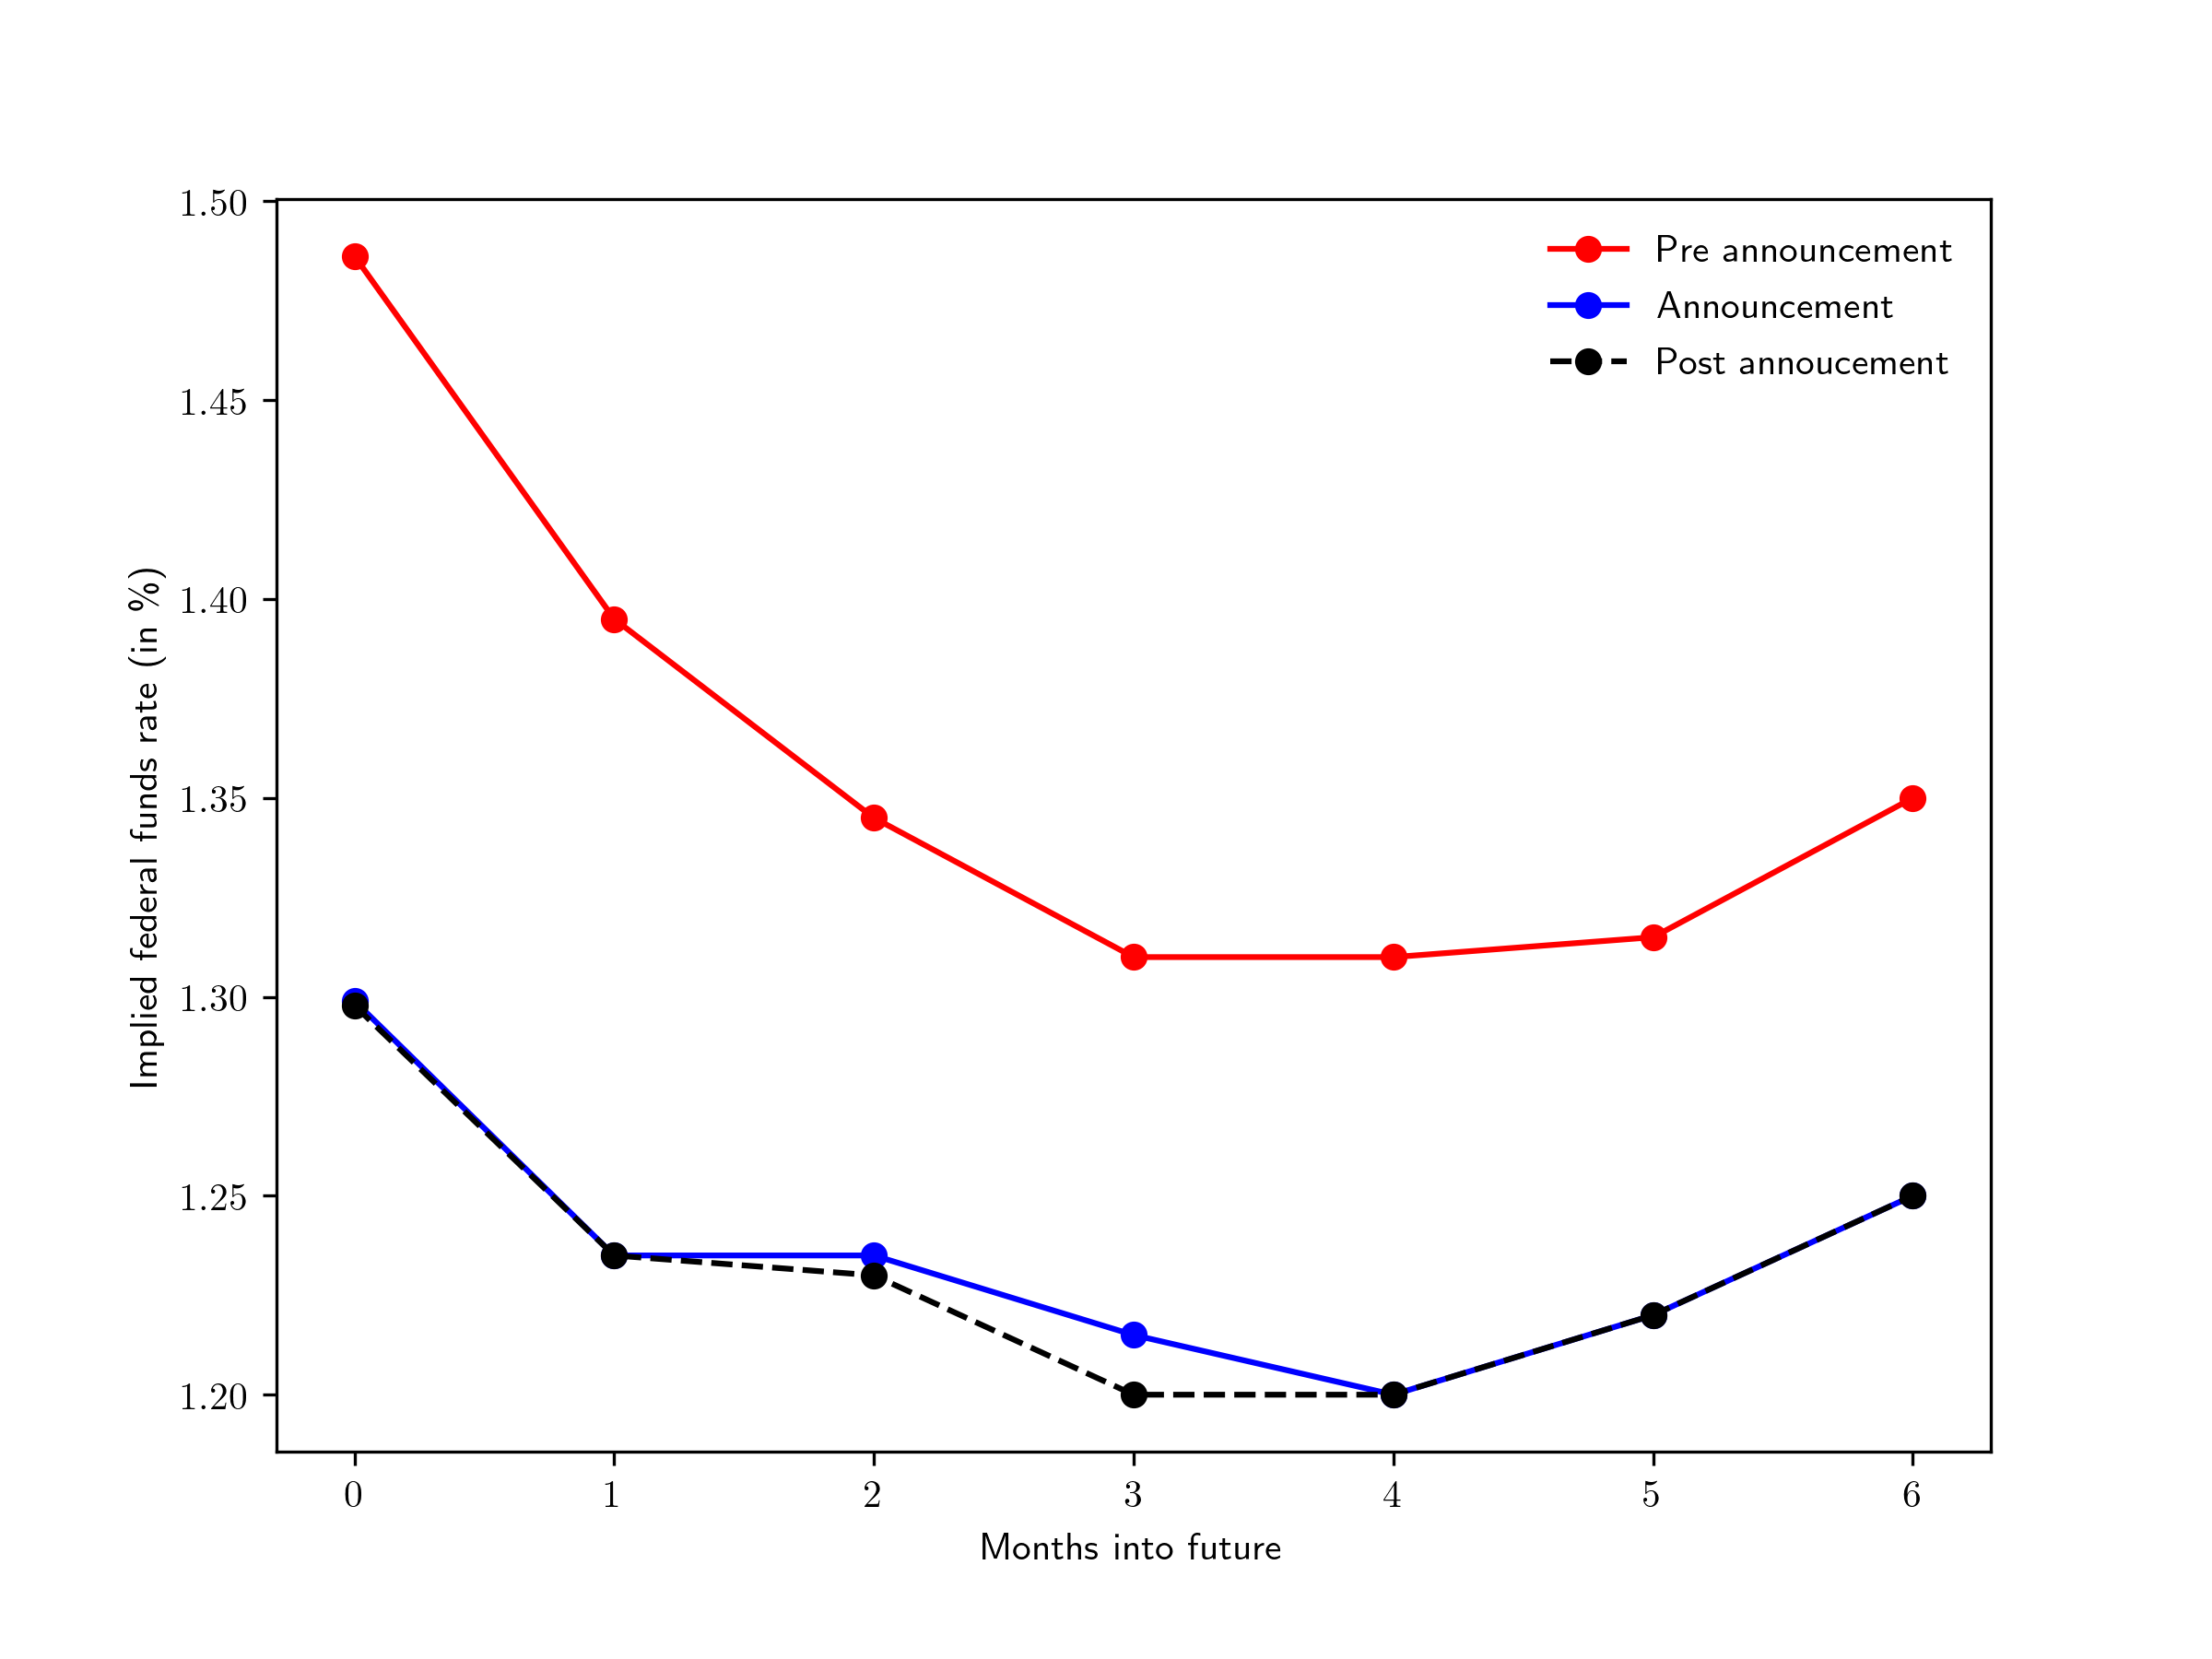 1.50
1.45
1.40
1.35
1.30
1.25
1.20
Implied federal funds rate (in %)
Pre announcement
Announcement
Post annoucement
0 1 2 3 4 5 6
Months into future